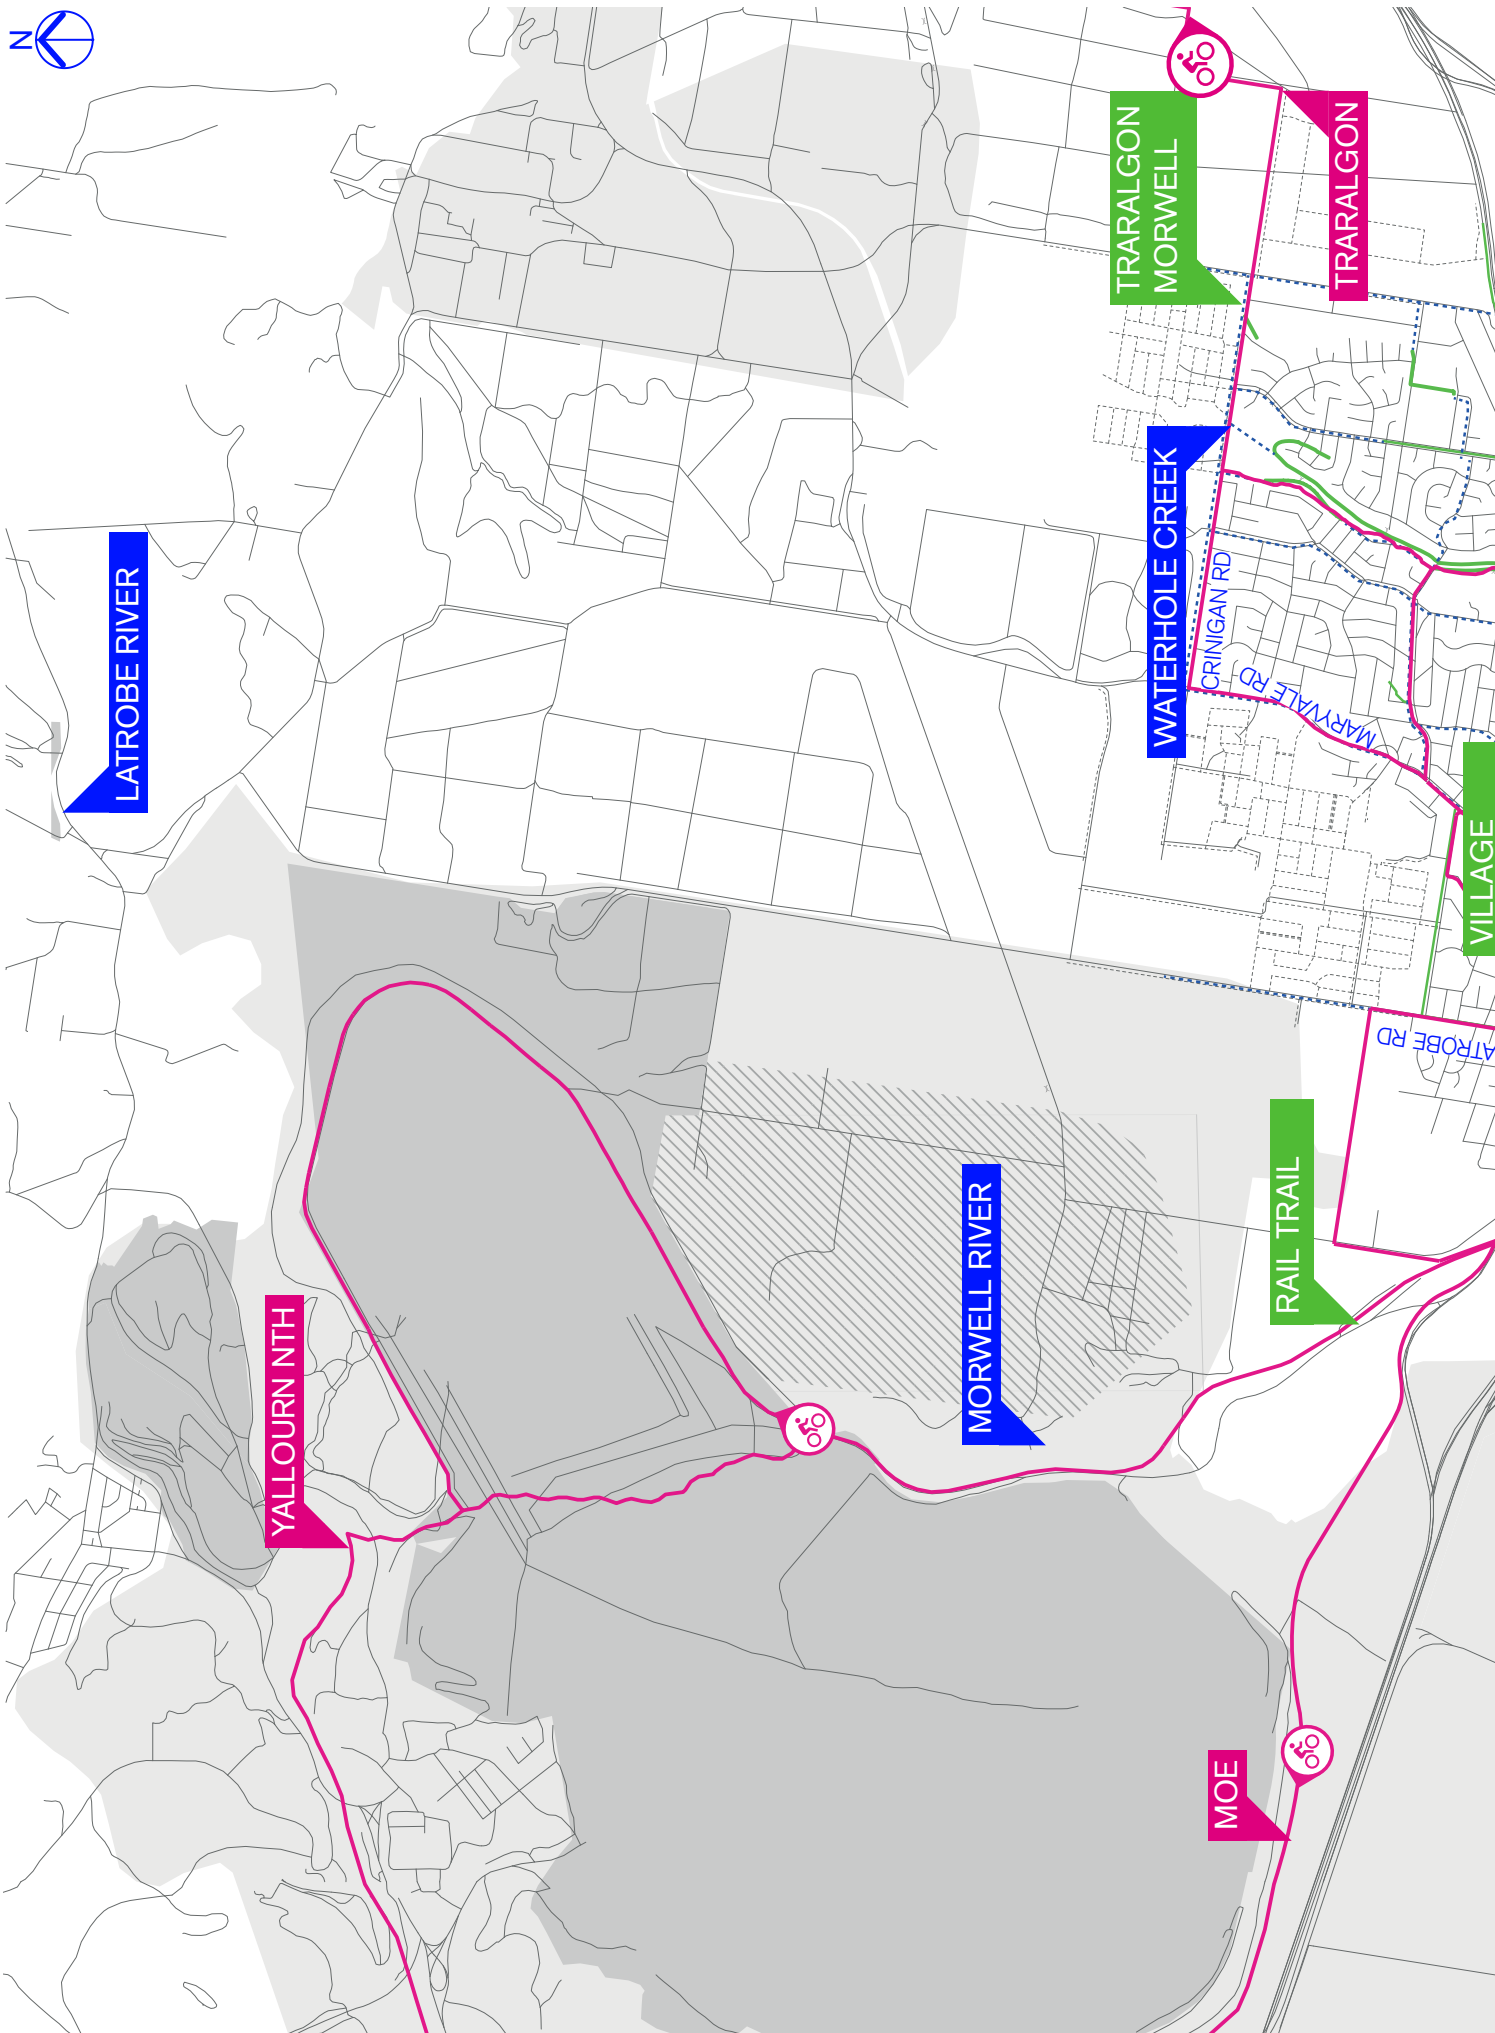 N
LATROBE RIVER
TRARALGON
MORWELL
TRARALGON
WATERHOLE CREEK
CRINIGAN RD
MARYVALE RD
VILLAGE
ATROBE RD
RAIL TRAIL
MORWELL RIVER
YALLOURN NTH
MOE